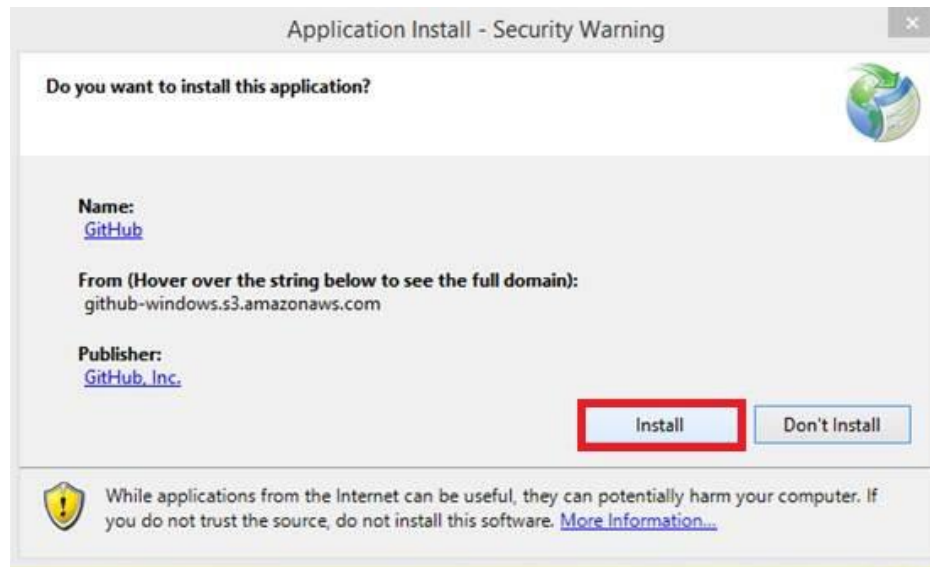 Application Install - Security Warning
Do you want to install this application?
Name:
GitHub
From (Hover over the string below to see the full domain):
github-windows.s3.amazonaws.com
Publisher:
GitHub, Inc.
Install
Don't Install
While applications from the Internet can be useful, they can potentially harm your computer. If
you do not trust the source, do not install this software. More Information...